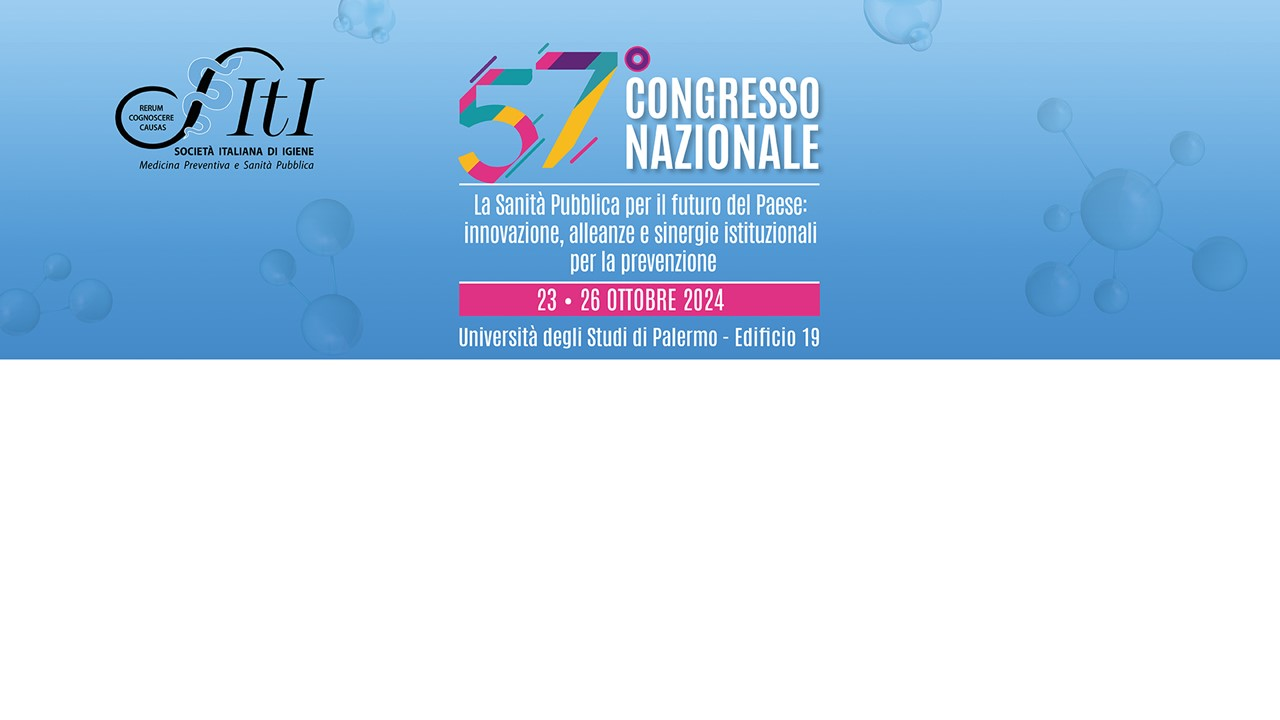 RERUM
COGNOSCERE
CAUSAS
SItI
SOCIETÀ ITALIANA DI IGIENE
Medicina Preventiva e Sanità Pubblica
57°
CONGRESSO
NAZIONALE
La Sanità Pubblica per il futuro del Paese:
innovazione, alleanze e sinergie istituzionali
per la prevenzione
23 • 26 OTTOBRE 2024
Università degli Studi di Palermo - Edificio 19